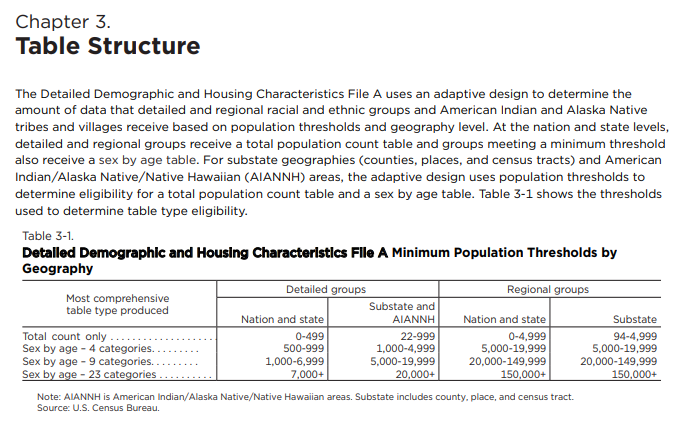 Chapter 3.
Table Structure
The Detailed Demographic and Housing Characteristics File A uses an adaptive design to determine the
amount of data that detailed and regional racial and ethnic groups and American Indian and Alaska Native
tribes and villages receive based on population thresholds and geography level. At the nation and state levels,
detailed and regional groups receive a total population count table and groups meeting a minimum threshold
also receive a sex by age table. For substate geographies (counties, places, and census tracts) and American
Indian/Alaska Native/Native Hawaiian (AIANNH) areas, the adaptive design uses population thresholds to
determine eligibility for a total population count table and a sex by age table. Table 3-1 shows the thresholds
used to determine table type eligibility.
Table 3-1.
Detailed Demographic and Housing Characteristics File A Minimum Population Thresholds by
Geography
Most comprehensive
table type produced
Detailed groups
Regional groups
Nation and state
Substate and
AIANNH
Nation and state
Substate
Total count only . . . . . . . . . . . . . . . . . . . . 0-499 22-999 0-4,999 94-4,999
Sex by age – 4 categories. . . . . . . . . 500-999 1,000-4,999 5,000-19,999 5,000-19,999
Sex by age – 9 categories. . . . . . . . . 1,000-6,999 5,000-19,999 20,000-149,999 20,000-149,999
Sex by age – 23 categories . . . . . . . . . . 7,000+ 20,000+ 150,000+ 150,000+
Note: AIANNH is American Indian/Alaska Native/Native Hawaiian areas. Substate includes county, place, and census tract.
Source: U.S. Census Bureau.